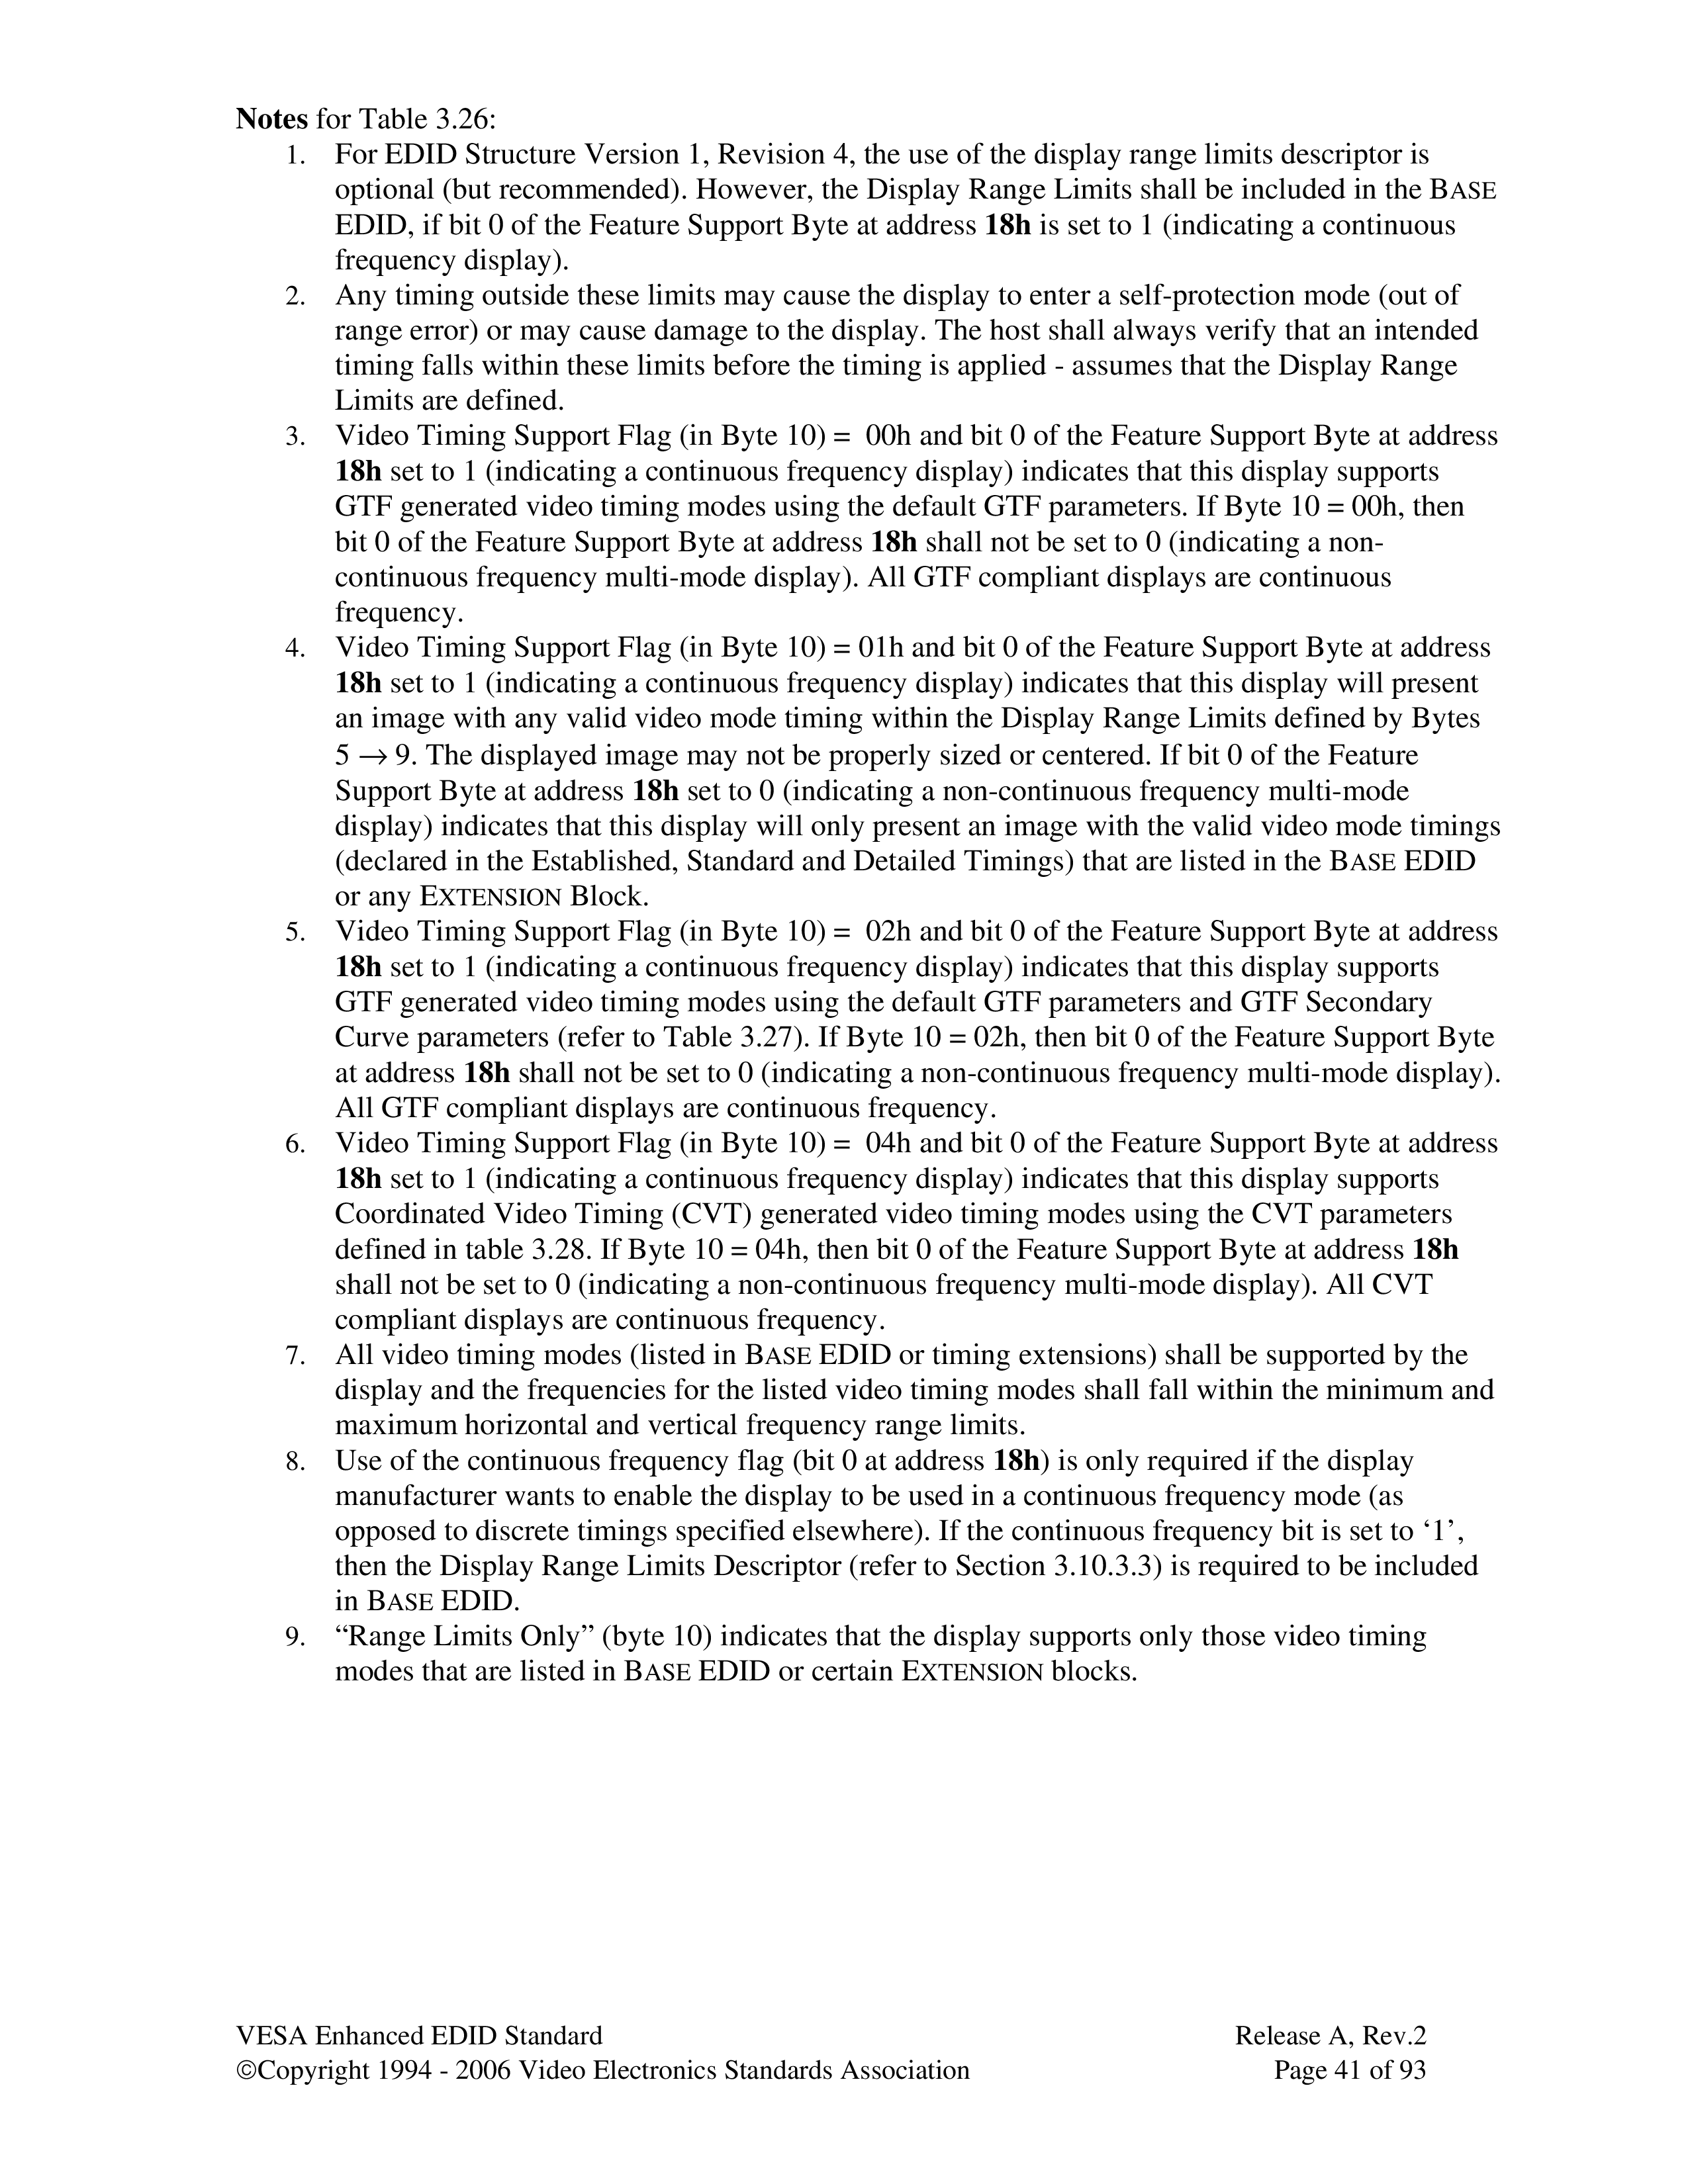 Notes for Table 3.26:
1. For EDID Structure Version 1, Revision 4, the use of the display range limits descriptor is
optional (but recommended). However, the Display Range Limits shall be included in the BASE
EDID, if bit 0 of the Feature Support Byte at address 18h is set to 1 (indicating a continuous
frequency display).
2. Any timing outside these limits may cause the display to enter a self-protection mode (out of
range error) or may cause damage to the display. The host shall always verify that an intended
timing falls within these limits before the timing is applied - assumes that the Display Range
Limits are defined.
3. Video Timing Support Flag (in Byte 10) = 00h and bit 0 of the Feature Support Byte at address
18h set to 1 (indicating a continuous frequency display) indicates that this display supports
GTF generated video timing modes using the default GTF parameters. If Byte 10 = 00h, then
bit 0 of the Feature Support Byte at address 18h shall not be set to 0 (indicating a non-
continuous frequency multi-mode display). All GTF compliant displays are continuous
frequency.
4. Video Timing Support Flag (in Byte 10) = 01h and bit 0 of the Feature Support Byte at address
18h set to 1 (indicating a continuous frequency display) indicates that this display will present
an image with any valid video mode timing within the Display Range Limits defined by Bytes
5 → 9. The displayed image may not be properly sized or centered. If bit 0 of the Feature
Support Byte at address 18h set to 0 (indicating a non-continuous frequency multi-mode
display) indicates that this display will only present an image with the valid video mode timings
(declared in the Established, Standard and Detailed Timings) that are listed in the BASE EDID
or any EXTENSION Block.
5. Video Timing Support Flag (in Byte 10) = 02h and bit 0 of the Feature Support Byte at address
18h set to 1 (indicating a continuous frequency display) indicates that this display supports
GTF generated video timing modes using the default GTF parameters and GTF Secondary
Curve parameters (refer to Table 3.27). If Byte 10 = 02h, then bit 0 of the Feature Support Byte
at address 18h shall not be set to 0 (indicating a non-continuous frequency multi-mode display).
All GTF compliant displays are continuous frequency.
6. Video Timing Support Flag (in Byte 10) = 04h and bit 0 of the Feature Support Byte at address
18h set to 1 (indicating a continuous frequency display) indicates that this display supports
Coordinated Video Timing (CVT) generated video timing modes using the CVT parameters
defined in table 3.28. If Byte 10 = 04h, then bit 0 of the Feature Support Byte at address 18h
shall not be set to 0 (indicating a non-continuous frequency multi-mode display). All CVT
compliant displays are continuous frequency.
7. All video timing modes (listed in BASE EDID or timing extensions) shall be supported by the
display and the frequencies for the listed video timing modes shall fall within the minimum and
maximum horizontal and vertical frequency range limits.
8. Use of the continuous frequency flag (bit 0 at address 18h) is only required if the display
manufacturer wants to enable the display to be used in a continuous frequency mode (as
opposed to discrete timings specified elsewhere). If the continuous frequency bit is set to ‘1’,
then the Display Range Limits Descriptor (refer to Section 3.10.3.3) is required to be included
in BASE EDID.
9. “Range Limits Only” (byte 10) indicates that the display supports only those video timing
modes that are listed in BASE EDID or certain EXTENSION blocks.
VESA Enhanced EDID Standard Release A, Rev.2
©Copyright 1994 - 2006 Video Electronics Standards Association Page 41 of 93